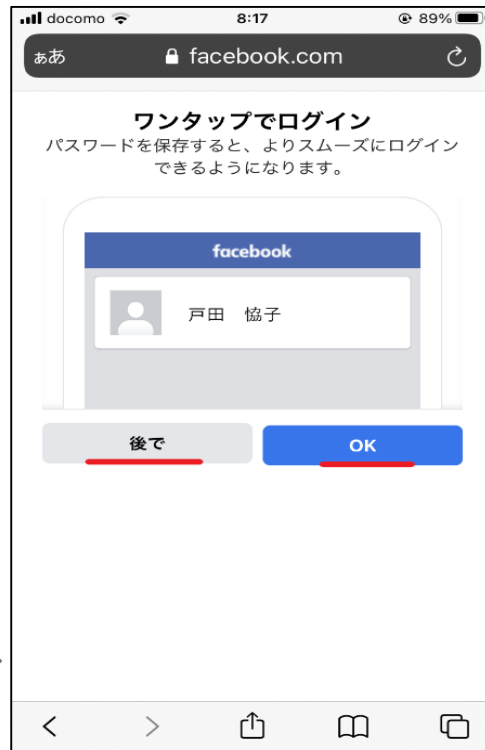 docomo 8:17 89%
ぁあ facebook.com
ワンタップでログイン
パスワードを保存すると、よりスムーズにログイン
できるようになります。
facebook
戸田 恊子
後で OK